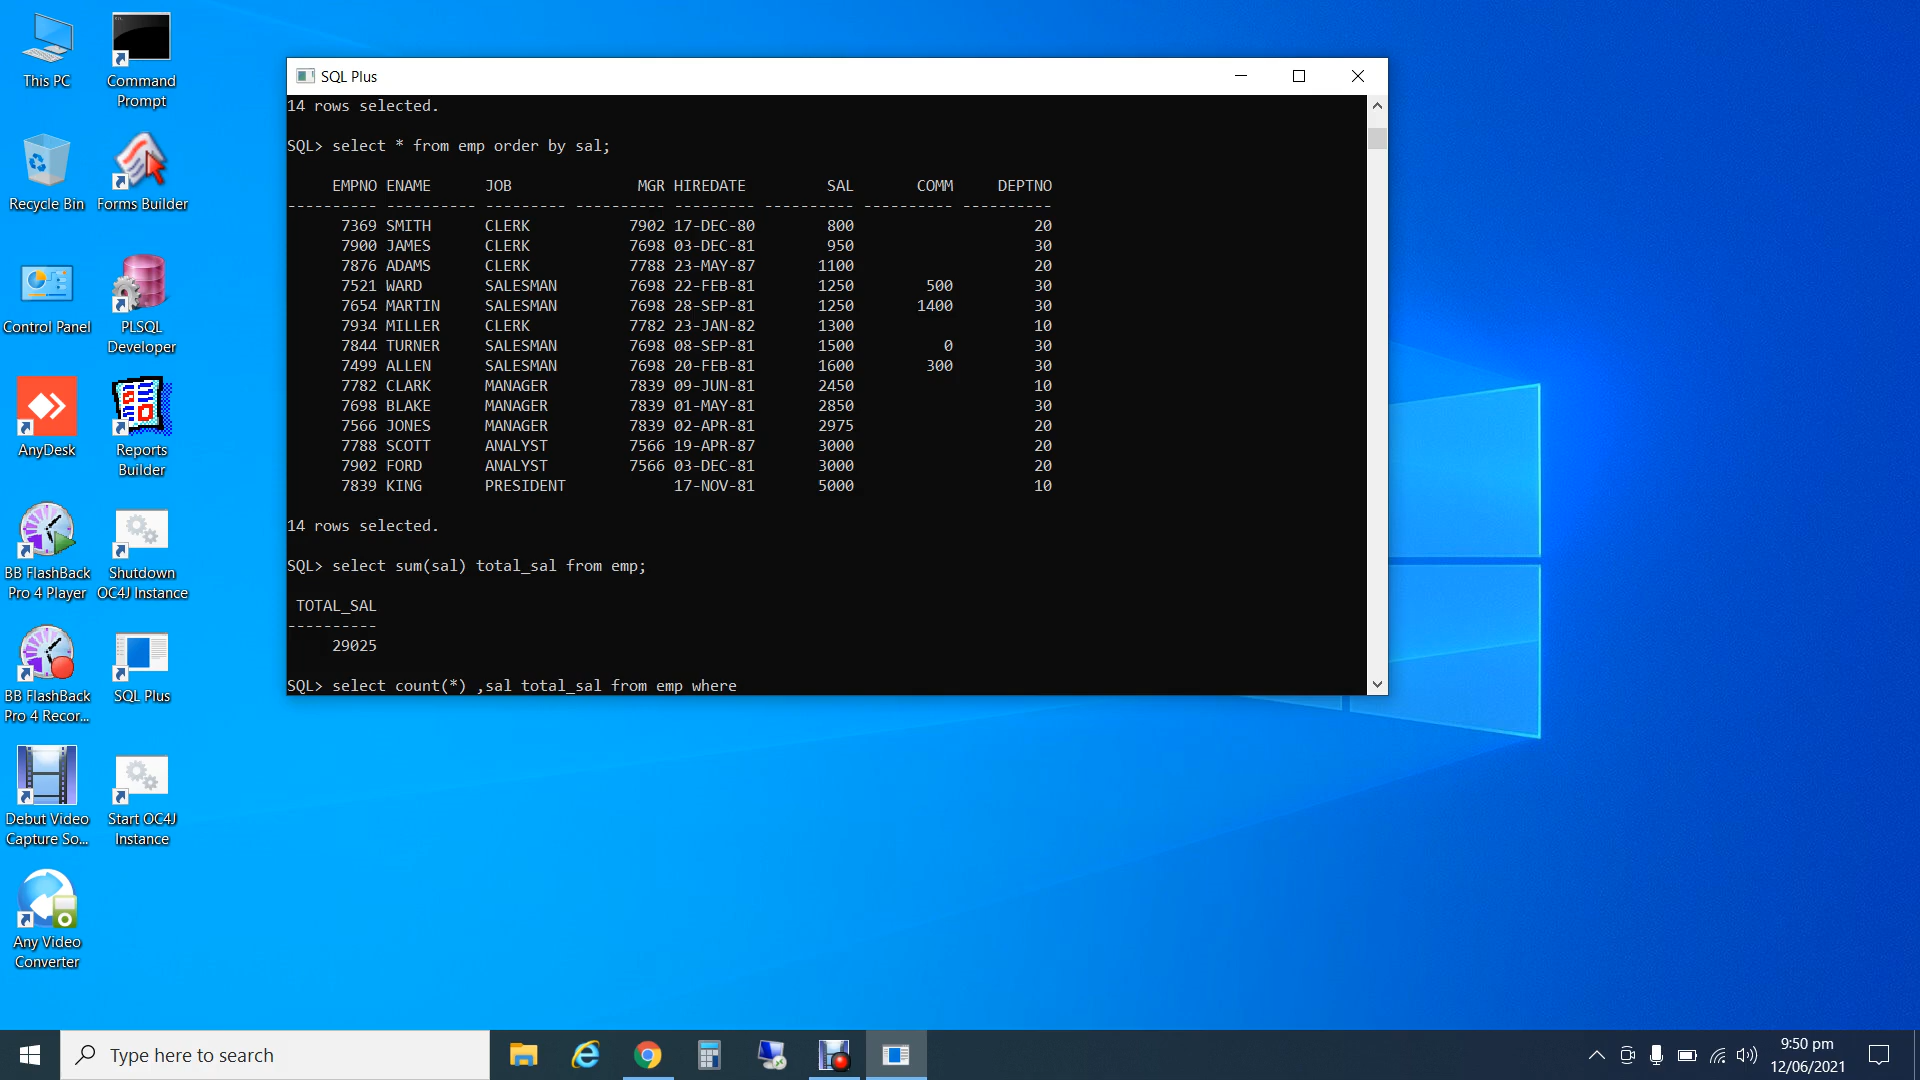 This PC
Command
Prompt
Recycle Bin
Forms Builder
Control Panel
PLSQL
Developer
AnyDesk
Reports
Builder
BB FlashBack
Pro 4 Player
Shutdown
OC4J Instance
BB FlashBack
Pro 4 Recor...
SQL Plus
Debut Video
Capture So...
Start OC4J
Instance
Any Video
Converter
SQL Plus
14 rows selected.
SQL> select * from emp order by sal;
EMPNO ENAME JOB MGR HIREDATE SAL COMM DEPTNO
---------- ---------- --------- ---------- --------- ---------- ---------- ----------
7369 SMITH CLERK 7902 17-DEC-80 800 20
7900 JAMES CLERK 7698 03-DEC-81 950 30
7876 ADAMS CLERK 7788 23-MAY-87 1100 20
7521 WARD SALESMAN 7698 22-FEB-81 1250 500 30
7654 MARTIN SALESMAN 7698 28-SEP-81 1250 1400 30
7934 MILLER CLERK 7782 23-JAN-82 1300 10
7844 TURNER SALESMAN 7698 08-SEP-81 1500 0 30
7499 ALLEN SALESMAN 7698 20-FEB-81 1600 300 30
7782 CLARK MANAGER 7839 09-JUN-81 2450 10
7698 BLAKE MANAGER 7839 01-MAY-81 2850 30
7566 JONES MANAGER 7839 02-APR-81 2975 20
7788 SCOTT ANALYST 7566 19-APR-87 3000 20
7902 FORD ANALYST 7566 03-DEC-81 3000 20
7839 KING PRESIDENT 17-NOV-81 5000 10
14 rows selected.
SQL> select sum(sal) total_sal from emp;
TOTAL_SAL
----------
29025
SQL> select count(*) ,sal total_sal from emp where
Type here to search
9:50 pm
12/06/2021